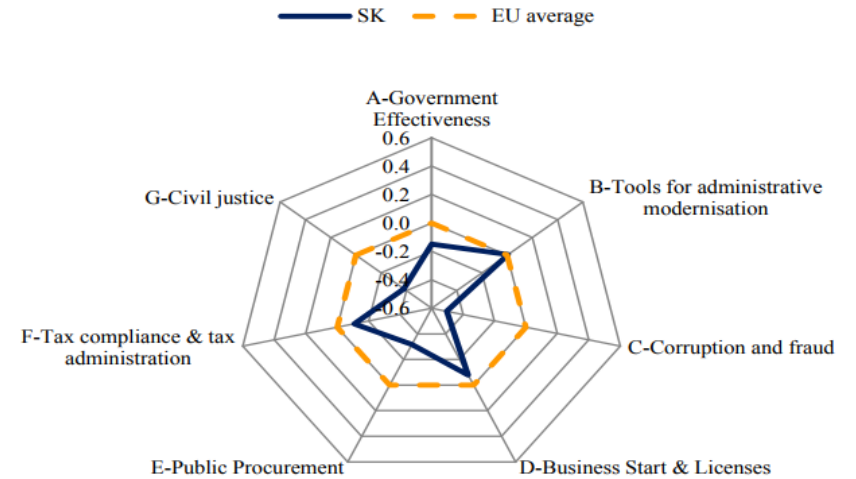 SK EU average
A-Government
Effectiveness
0.6
0.4
0.2
0.0
-0.2
-0.4
-0.6
B-Tools for administrative
modernisation
C-Corruption and fraud
D-Business Start & Licenses
E-Public Procurement
F-Tax compliance & tax
administration
G-Civil justice